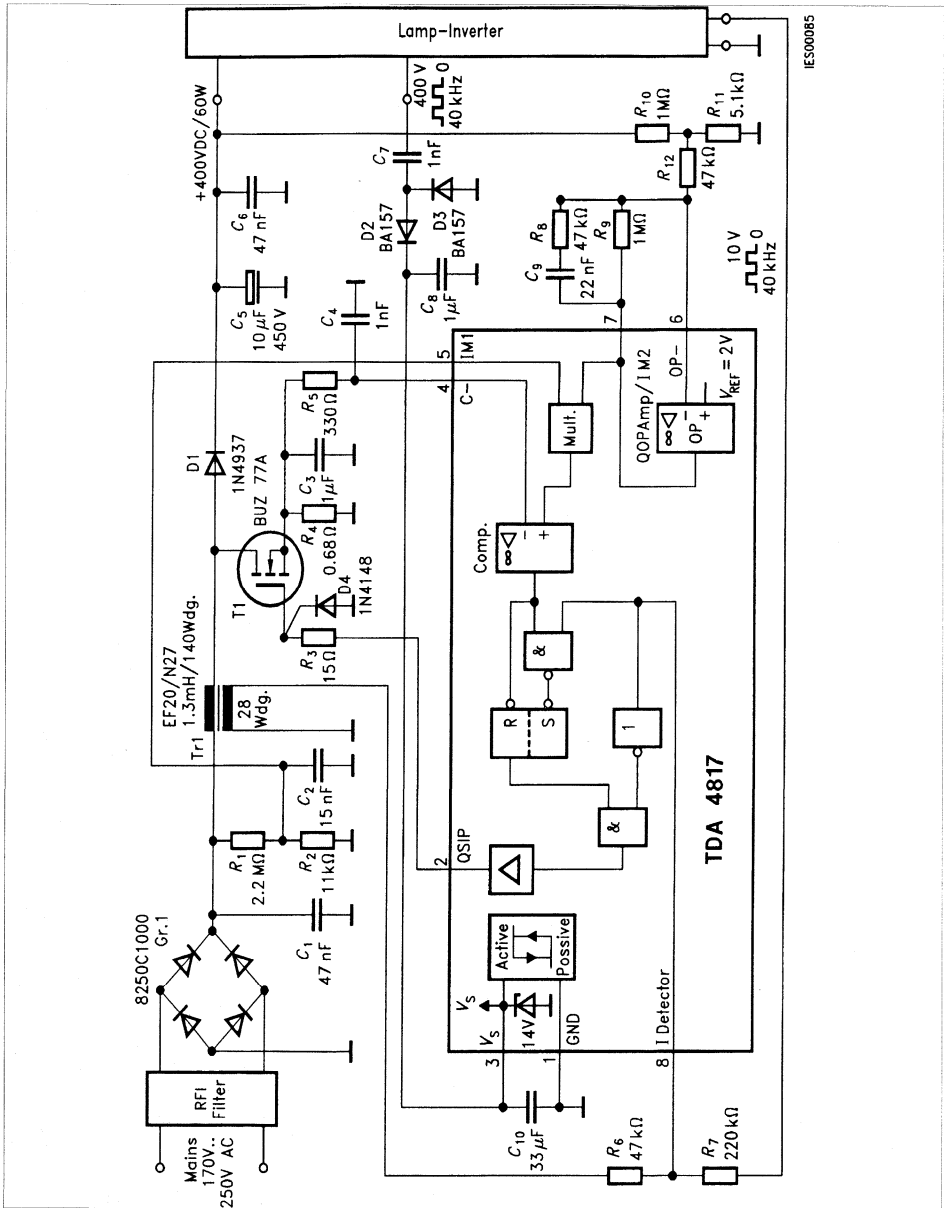 Mains
170V..
250V AC
RFI
Filter
8250C1000
Gr.1
C1
47 nF
R1
2.2 MΩ
R2
11kΩ
C2
15 nF
Tr1
EF20/N27
1.3mH/140Wdg.
28
Wdg.
T1
BUZ 77A
R3
15Ω
D4
1N4148
R4
0.68Ω
C3
1µF
R5
330Ω
D1
1N4937
C5
10 µF
450 V
C6
47 nF
+400VDC/60W
Lamp-Inverter
C4
1nF
D2
BA157
D3
BA157
C7
1nF
C8
1µF
400 V
0
40 kHz
R10
1MΩ
R11
5.1kΩ
R12
47 kΩ
R8
47 kΩ
R9
1MΩ
C9
22 nF
10 V
0
40 kHz
2
QSIP
4
C-
5
IM1
7
QOPAmp/IM2
6
OP-
VREF = 2V
∞
OP
-
+
Mult.
Comp.
∞
-
+
&
R
S
1
&
TDA 4817
Active
Possive
VS
14V
3
VS
1
GND
8
I Detector
C10
33 µF
R6
47 kΩ
R7
220 kΩ
IES00085